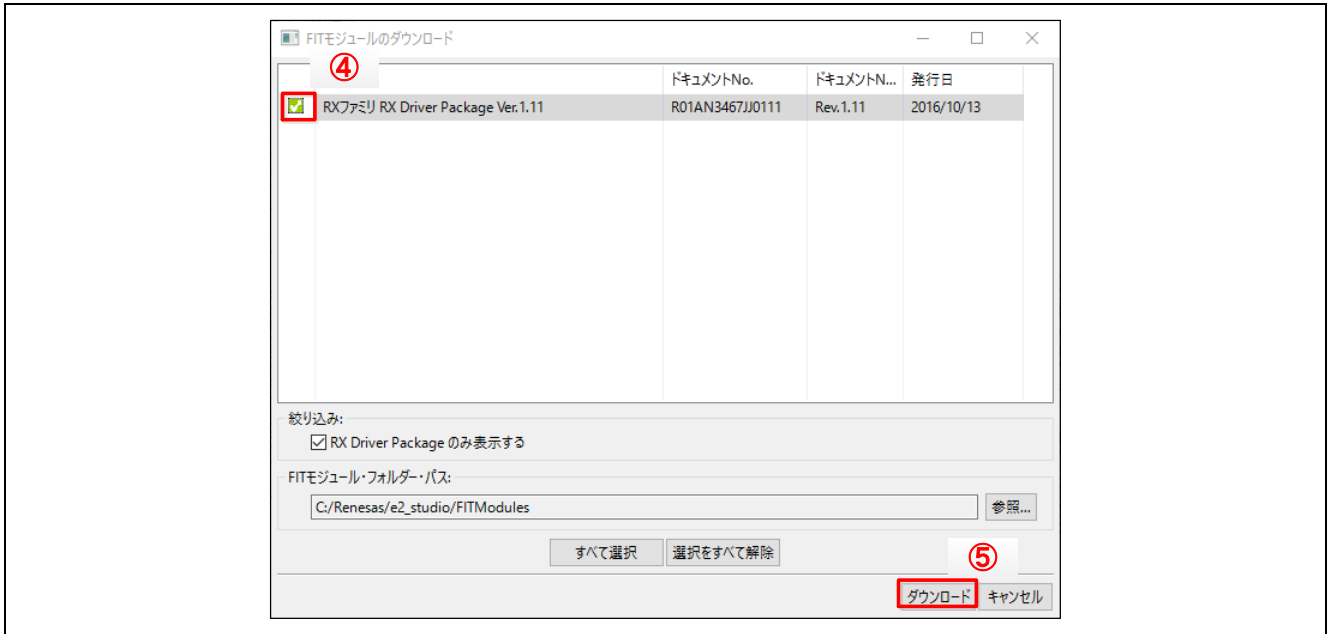 FITモジュールのダウンロード
④
ドキュメントNo. ドキュメントN... 発行日
RXファミリ RX Driver Package Ver.1.11 R01AN3467JJ0111 Rev.1.11 2016/10/13
絞り込み:
RX Driver Package のみ表示する
FITモジュール・フォルダー・パス:
C:/Renesas/e2_studio/FITModules 参照...
すべて選択 選択をすべて解除
⑤
ダウンロード キャンセル